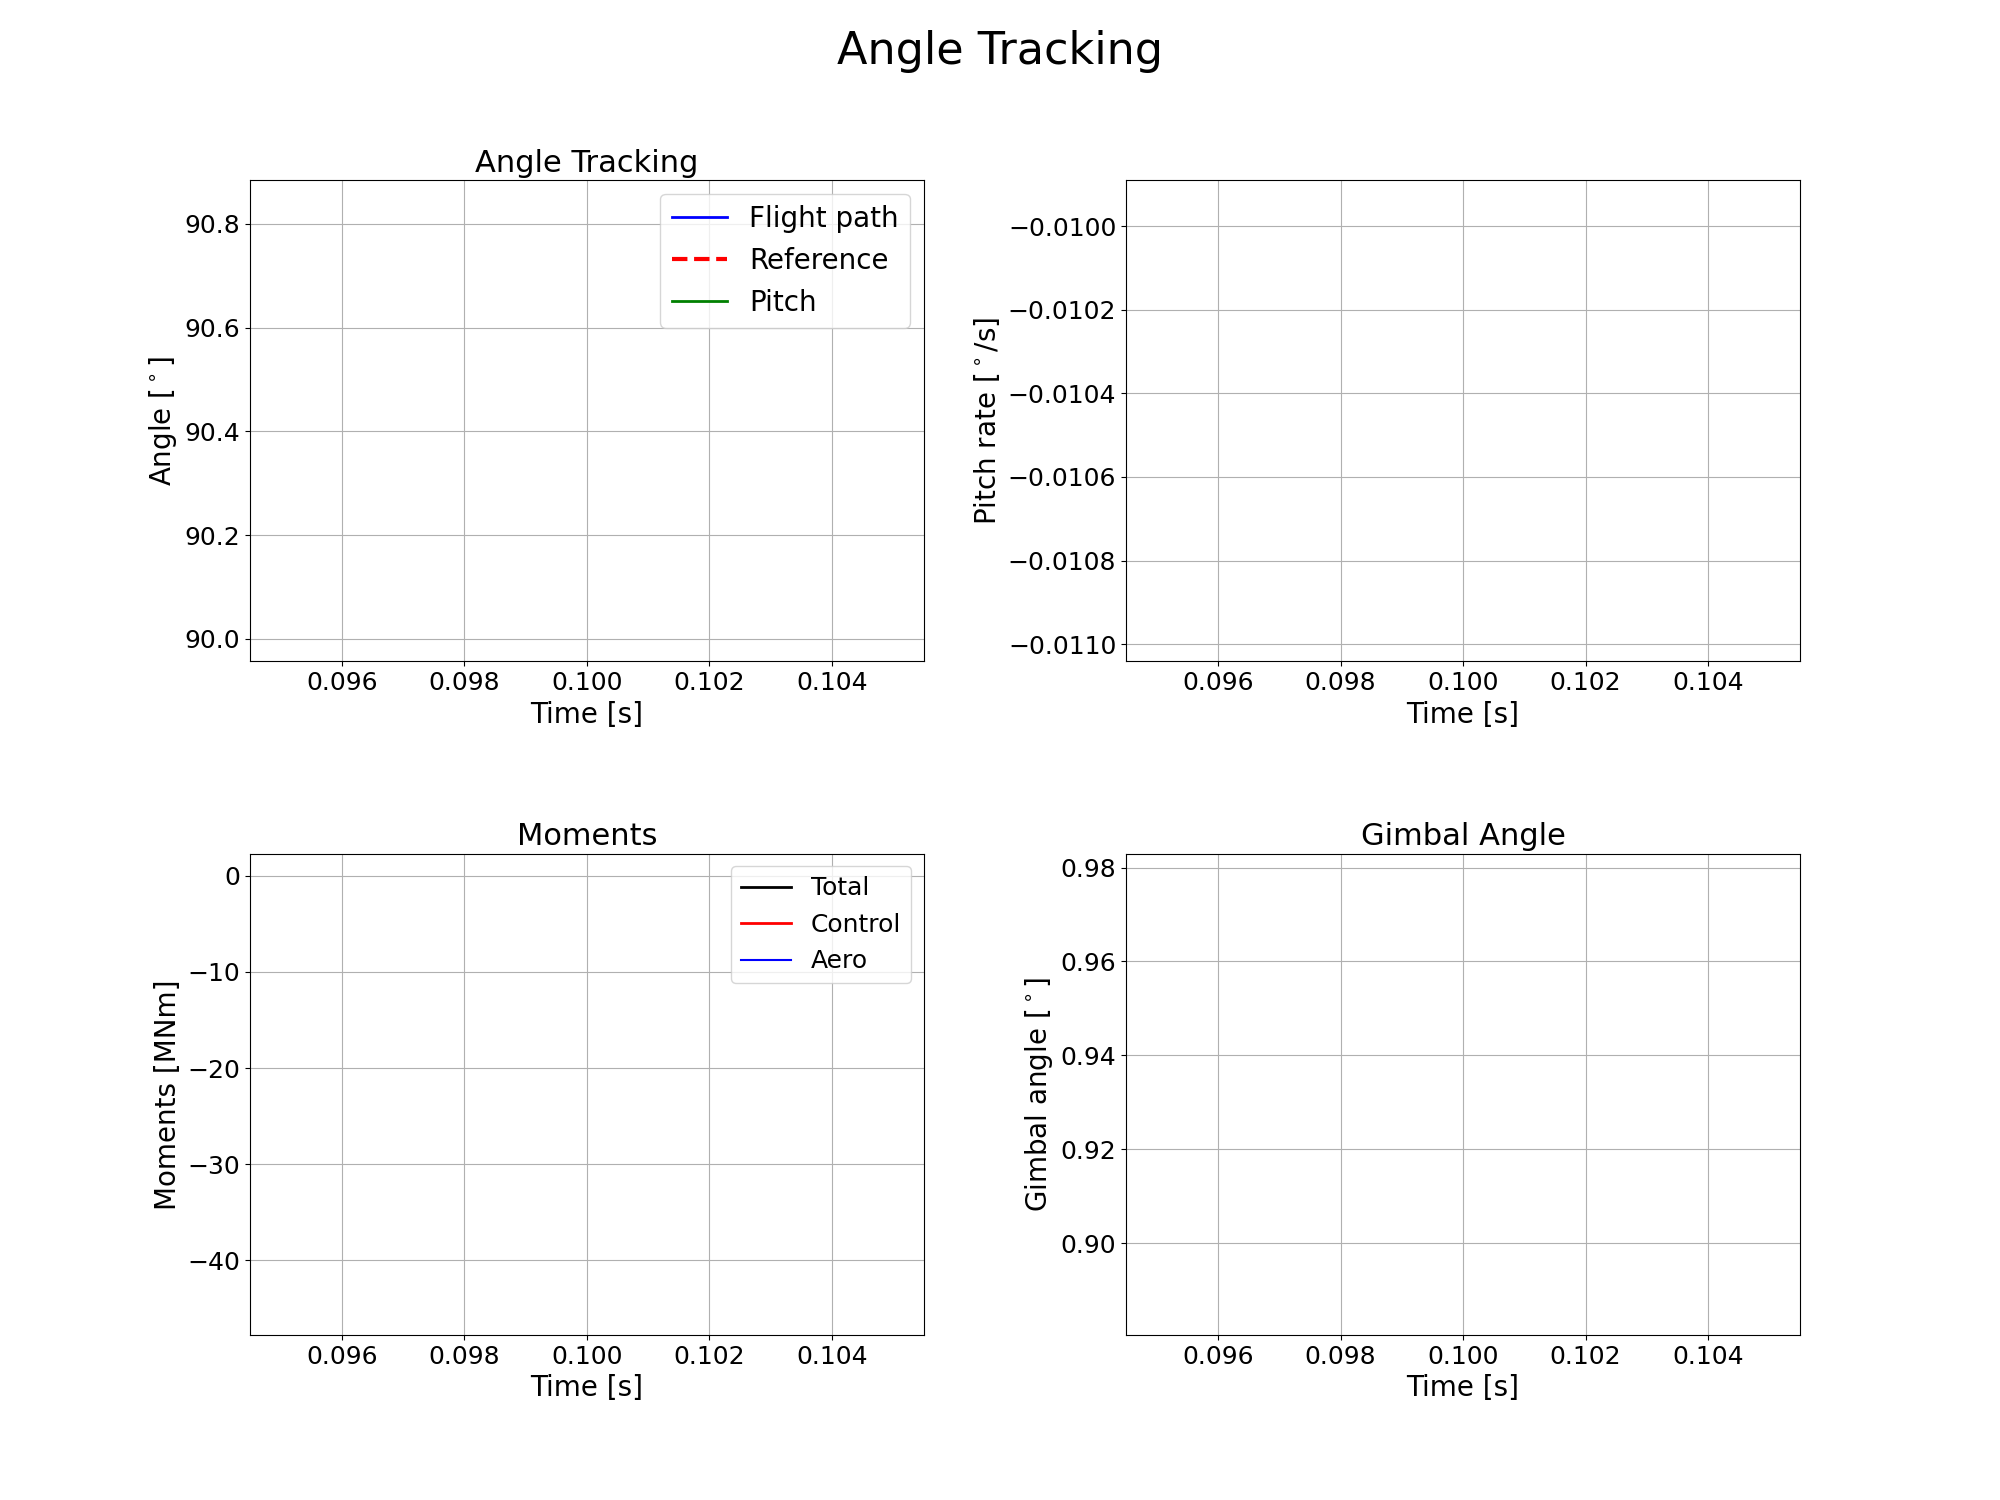 Angle Tracking
Angle Tracking
90.8
90.6
90.4
90.2
90.0
Angle [°]
Flight path
Reference
Pitch
0.096 0.098 0.100 0.102 0.104
Time [s]
−0.0100
−0.0102
−0.0104
−0.0106
−0.0108
−0.0110
Pitch rate [°/s]
0.096 0.098 0.100 0.102 0.104
Time [s]
Moments
0
−10
−20
−30
−40
Moments [MNm]
Total
Control
Aero
0.096 0.098 0.100 0.102 0.104
Time [s]
Gimbal Angle
0.98
0.96
0.94
0.92
0.90
Gimbal angle [°]
0.096 0.098 0.100 0.102 0.104
Time [s]